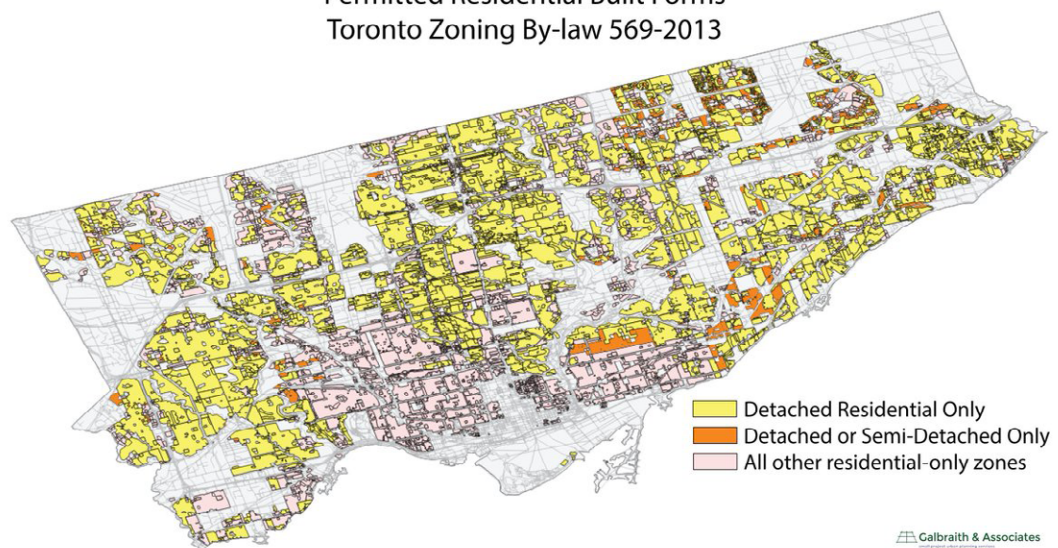 Permitted Residential Built Forms
Toronto Zoning By-law 569-2013
Detached Residential Only
Detached or Semi-Detached Only
All other residential-only zones
Galbraith & Associates